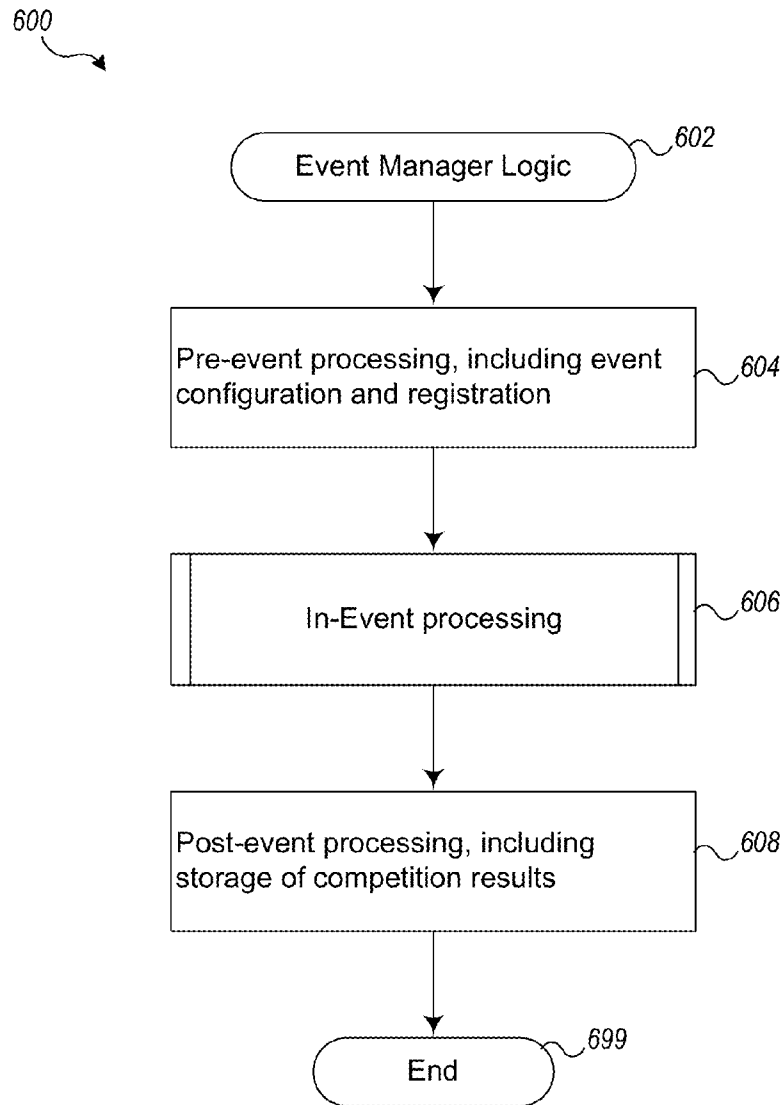 600
Event Manager Logic
602
Pre-event processing, including event
configuration and registration
604
In-Event processing
606
Post-event processing, including
storage of competition results
608
End
699